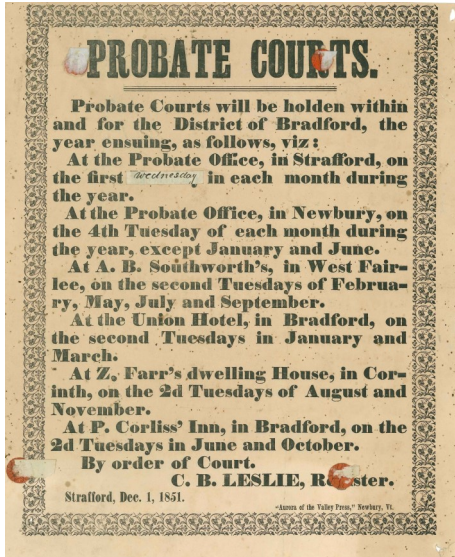 PROBATE COURTS.
Probate Courts will be holden within
and for the District of Bradford, the
year ensuing, as follows, viz:
At the Probate Office, in Strafford, on
the first Wednesday in each month during
the year.
At the Probate Office, in Newbury, on
the 4th Tuesday of each month during
the year, except January and June.
At A. B. Southworth's, in West Fair-
lee, on the second Tuesdays of Februa-
ry, May, July and September.
At the Union Hotel, in Bradford, on
the second Tuesdays in January and
March.
At Z. Farr's dwelling House, in Cor-
inth, on the 2d Tuesdays of August and
November.
At P. Corliss' Inn, in Bradford, on the
2d Tuesdays in June and October.
By order of Court.
C. B. LESLIE, Register.
Strafford, Dec. 1, 1851.
"Aurora of the Valley Press," Newbury, Vt.